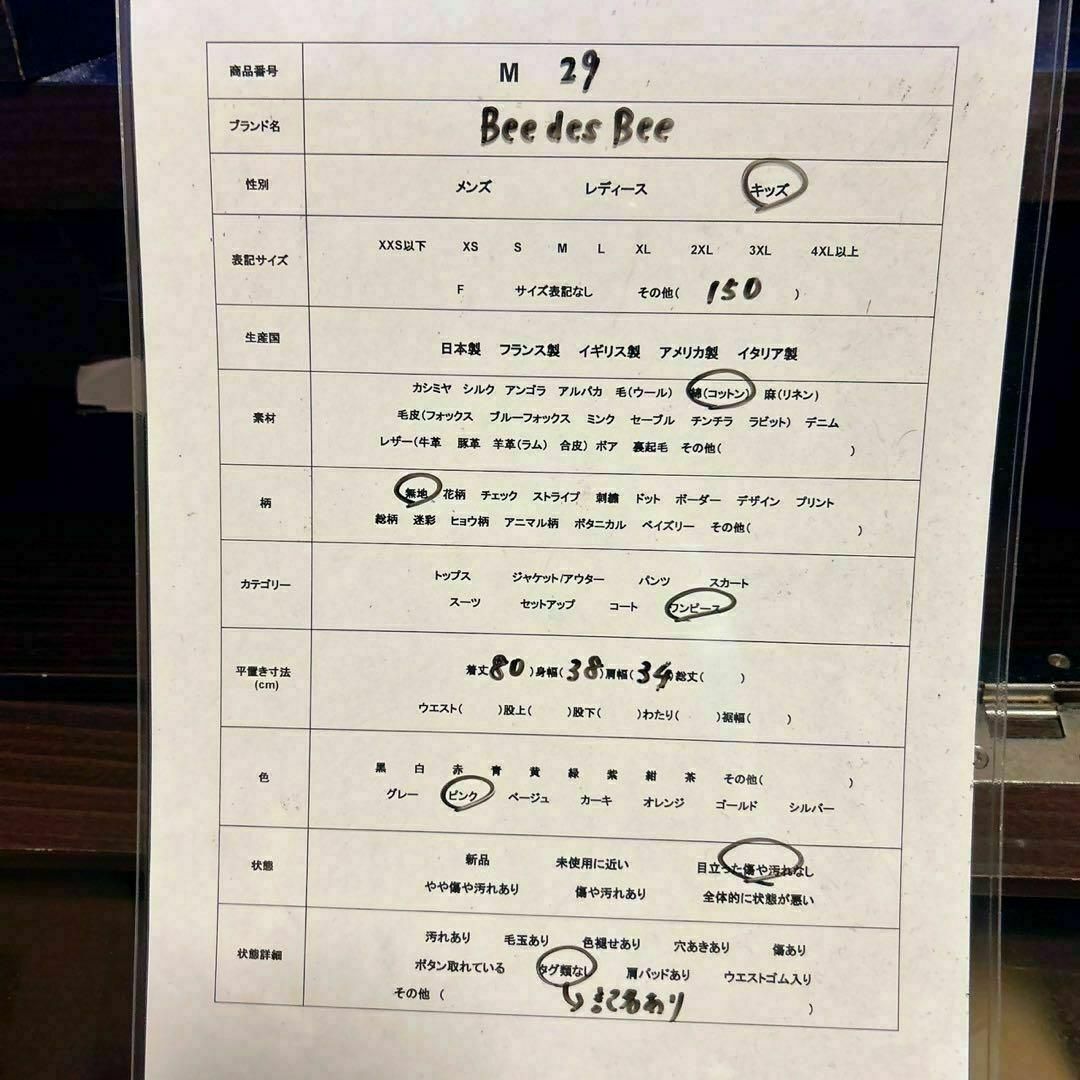 商品番号 M 29
ブランド名 Bee des Bee
性別 メンズ レディース キッズ
表記サイズ XXS以下 XS S M L XL 2XL 3XL 4XL以上
F サイズ表記なし その他( 150 )
生産国 日本製 フランス製 イギリス製 アメリカ製 イタリア製
素材 カシミヤ シルク アンゴラ アルパカ 毛(ウール) 綿(コットン) 麻(リネン)
毛皮(フォックス ブルーフォックス ミンク セーブル チンチラ ラビット) デニム
レザー(牛革 豚革 羊革(ラム) 合皮) ボア 裏起毛 その他( )
柄 無地 花柄 チェック ストライプ 刺繍 ドット ボーダー デザイン プリント
総柄 迷彩 ヒョウ柄 アニマル柄 ボタニカル ペイズリー その他( )
カテゴリー トップス ジャケット/アウター パンツ スカート
スーツ セットアップ コート ワンピース
平置き寸法
(cm)
着丈 80 )身幅( 38 )肩幅( 34 )総丈( )
ウエスト( )股上( )股下( )わたり( )裾幅( )
色 黒 白 赤 青 黄 緑 紫 紺 茶 その他( )
グレー ピンク ベージュ カーキ オレンジ ゴールド シルバー
状態 新品 未使用に近い 目立った傷や汚れなし
やや傷や汚れあり 傷や汚れあり 全体的に状態が悪い
状態詳細 汚れあり 毛玉あり 色褪せあり 穴あきあり 傷あり
ボタン取れている タグ類なし 肩パッドあり ウエストゴム入り
その他 ( あり )